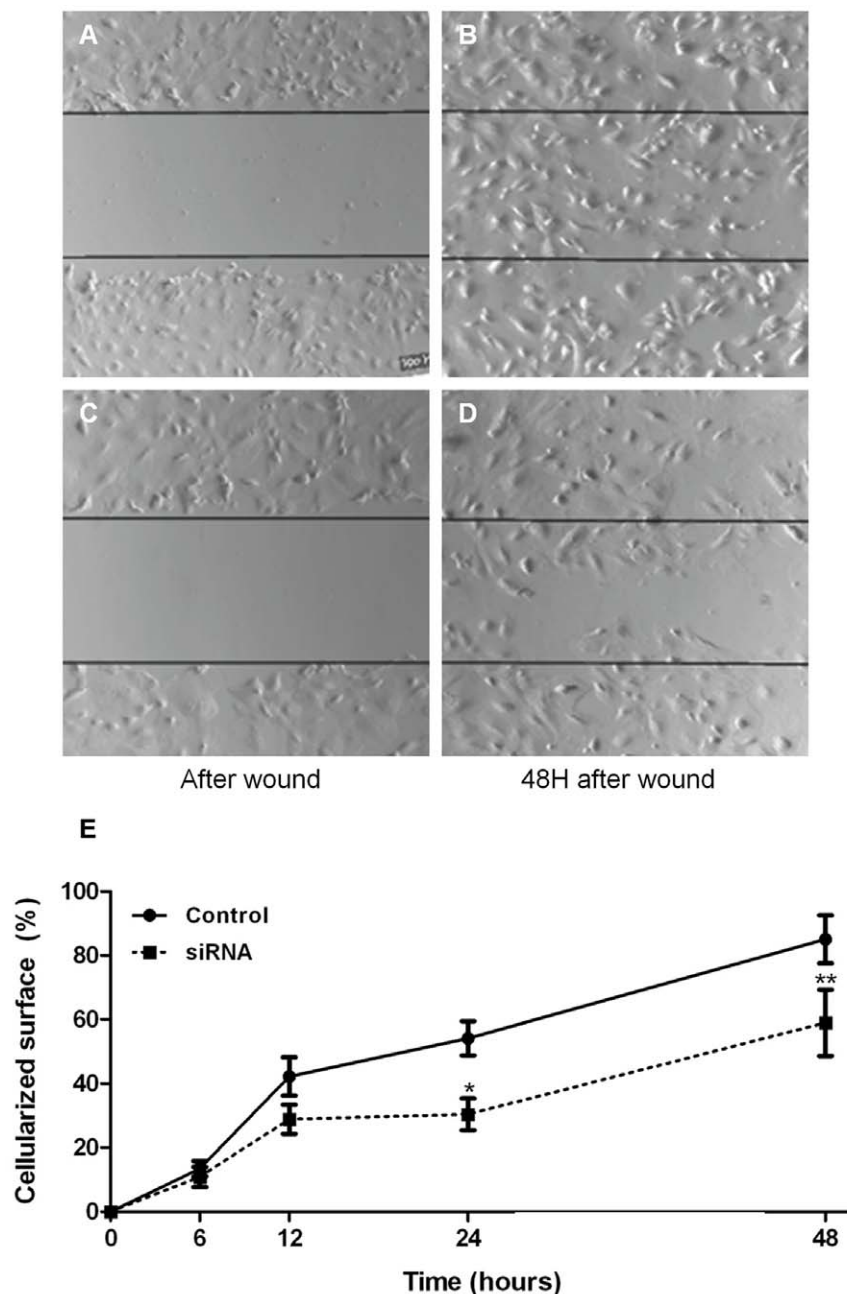 A
B
C
D
After wound
48H after wound
E
Cellularized surface (%)
100
80
60
40
20
0
Control
siRNA
*
**
0 6 12 24 48
Time (hours)